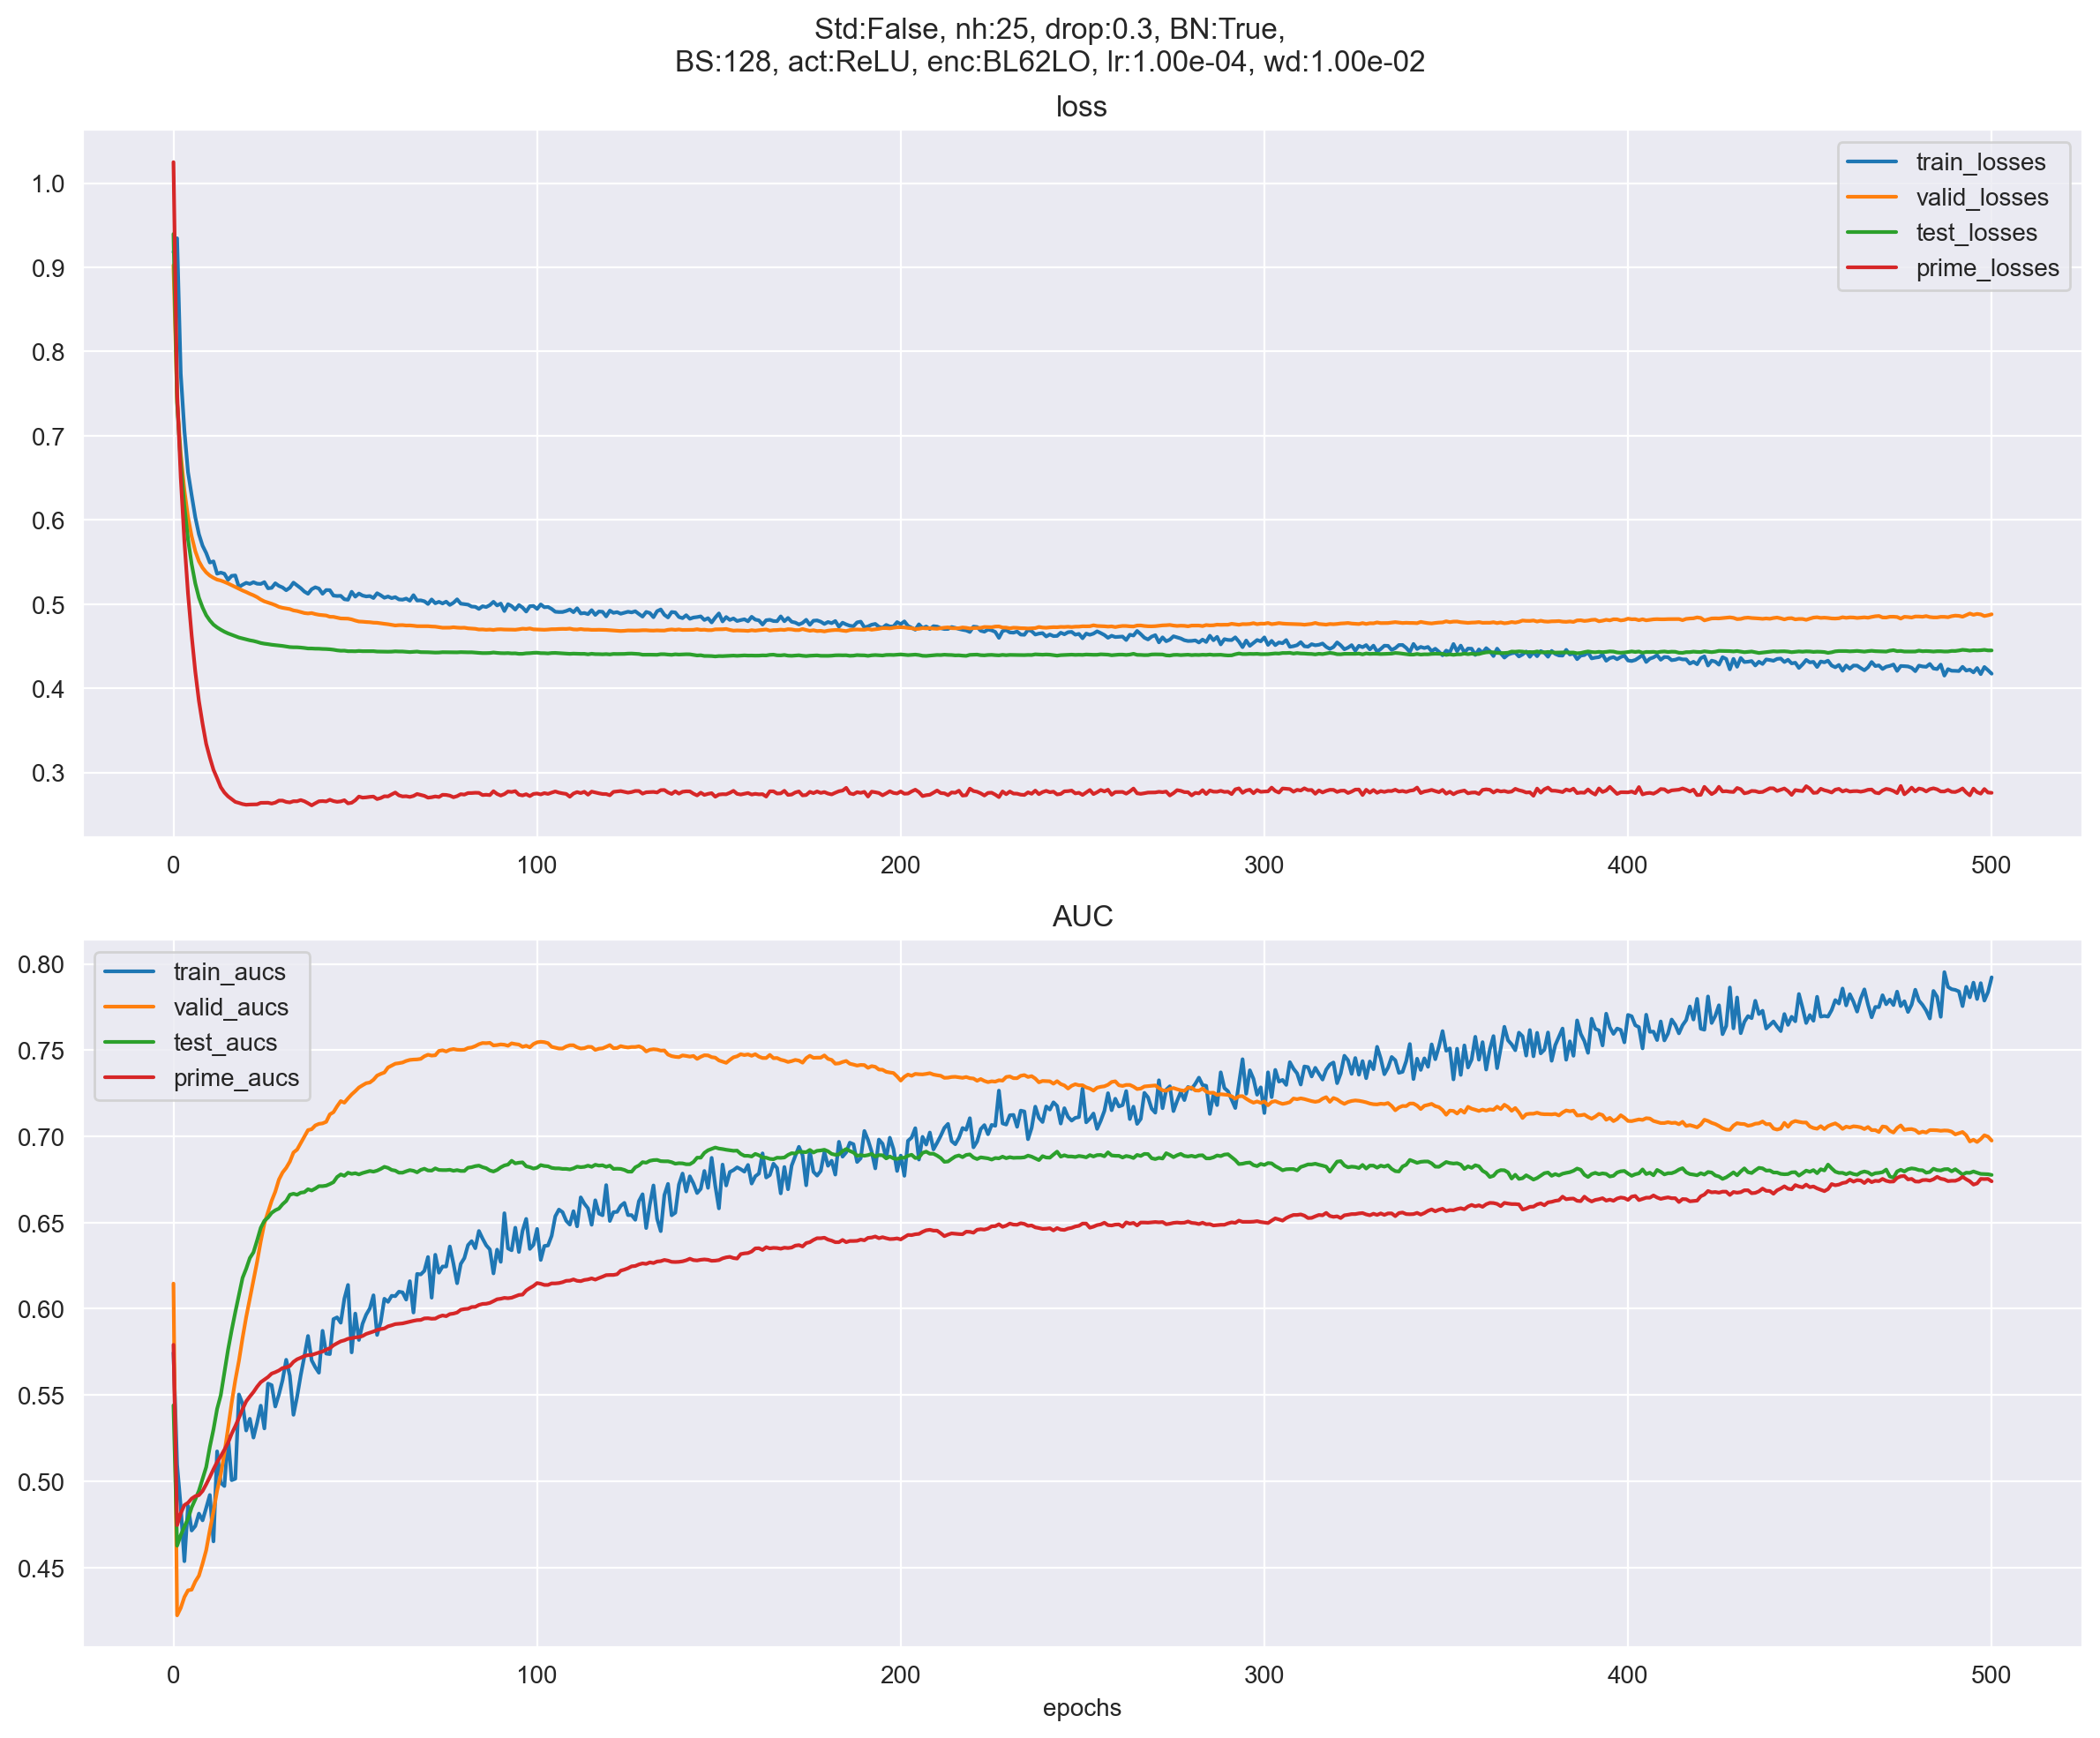 Std:False, nh:25, drop:0.3, BN:True,
BS:128, act:ReLU, enc:BL62LO, lr:1.00e-04, wd:1.00e-02
loss
1.0
0.9
0.8
0.7
0.6
0.5
0.4
0.3
train_losses
valid_losses
test_losses
prime_losses
0 100 200 300 400 500
AUC
0.80
0.75
0.70
0.65
0.60
0.55
0.50
0.45
train_aucs
valid_aucs
test_aucs
prime_aucs
0 100 200 300 400 500
epochs